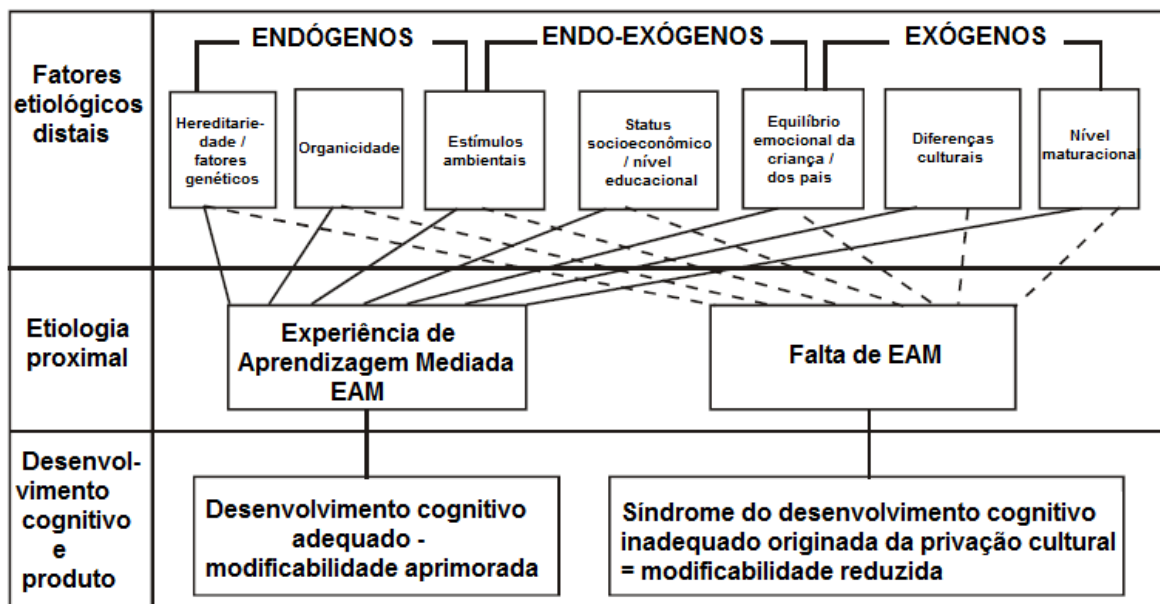 Fatores
etiológicos
distais
ENDÓGENOS
ENDO-EXÓGENOS
EXÓGENOS
Hereditarie-
dade /
fatores
genéticos
Organicidade
Estímulos
ambientais
Status
socioeconômico
/ nível
educacional
Equilíbrio
emocional da
criança /
dos pais
Diferenças
culturais
Nível
maturacional
Etiologia
proximal
Experiência de
Aprendizagem Mediada
EAM
Falta de EAM
Desenvol-
vimento
cognitivo
e
produto
Desenvolvimento cognitivo
adequado -
modificabilidade aprimorada
Síndrome do desenvolvimento cognitivo
inadequado originada da privação cultural
= modificabilidade reduzida